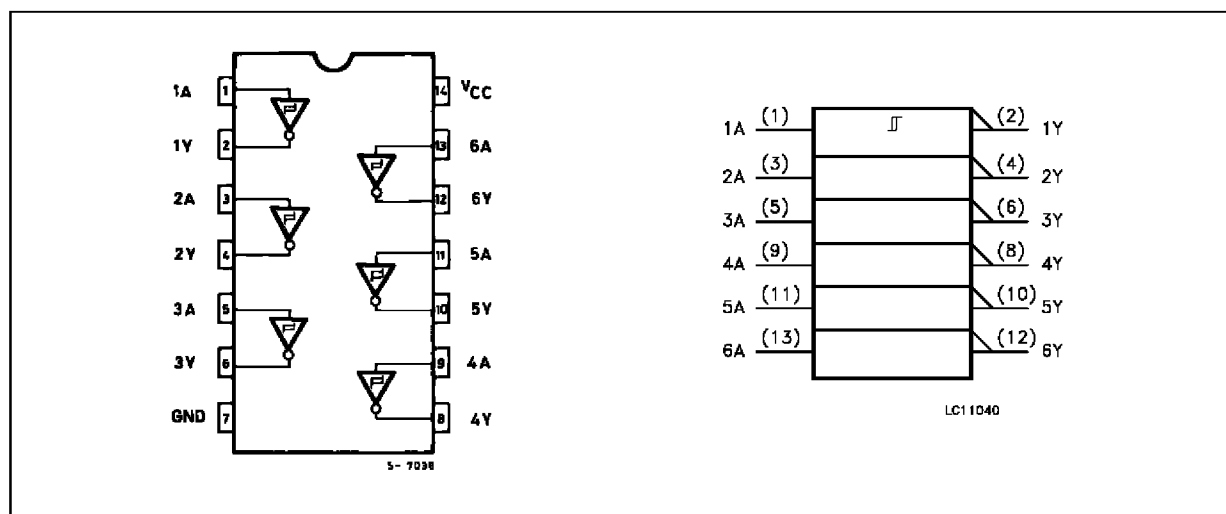 1A 1 14 VCC
1Y 2 13 6A
2A 3 12 6Y
2Y 4 11 5A
3A 5 10 5Y
3Y 6 9 4A
GND 7 8 4Y
S- 7038
1A (1) (2) 1Y
2A (3) (4) 2Y
3A (5) (6) 3Y
4A (9) (8) 4Y
5A (11) (10) 5Y
6A (13) (12) 6Y
LC11040